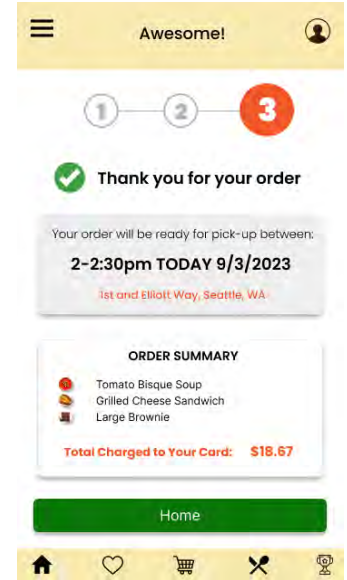 Awesome!
1 2 3
Thank you for your order
Your order will be ready for pick-up between:
2-2:30pm TODAY 9/3/2023
1st and Elliott Way, Seattle, WA
ORDER SUMMARY
Tomato Bisque Soup
Grilled Cheese Sandwich
Large Brownie
Total Charged to Your Card: $18.67
Home